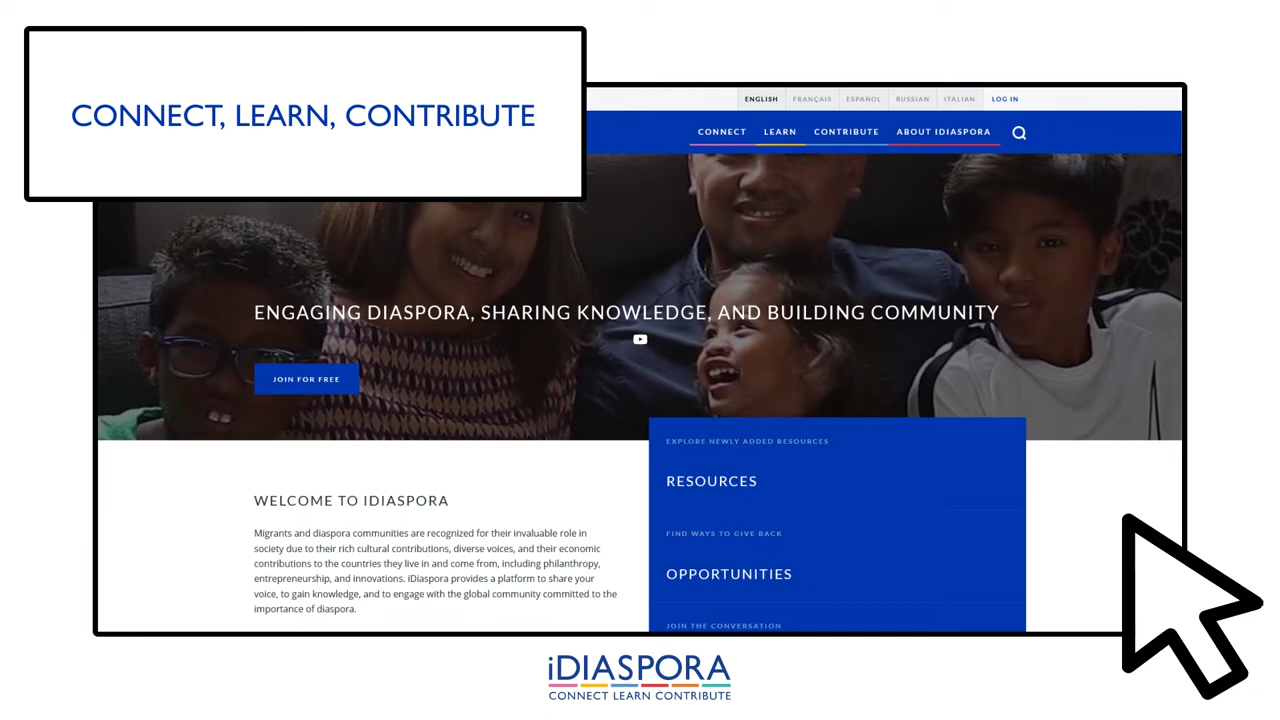 CONNECT, LEARN, CONTRIBUTE
ENGLISH FRANÇAIS ESPAÑOL RUSSIAN ITALIAN LOG IN
CONNECT LEARN CONTRIBUTE ABOUT IDIASPORA
ENGAGING DIASPORA, SHARING KNOWLEDGE, AND BUILDING COMMUNITY
JOIN FOR FREE
WELCOME TO IDIASPORA
Migrants and diaspora communities are recognized for their invaluable role in
society due to their rich cultural contributions, diverse voices, and their economic
contributions to the countries they live in and come from, including philanthropy,
entrepreneurship, and innovations. iDiaspora provides a platform to share your
voice, to gain knowledge, and to engage with the global community committed to the
importance of diaspora.
EXPLORE NEWLY ADDED RESOURCES
RESOURCES
FIND WAYS TO GIVE BACK
OPPORTUNITIES
JOIN THE CONVERSATION
iDIASPORA
CONNECT LEARN CONTRIBUTE